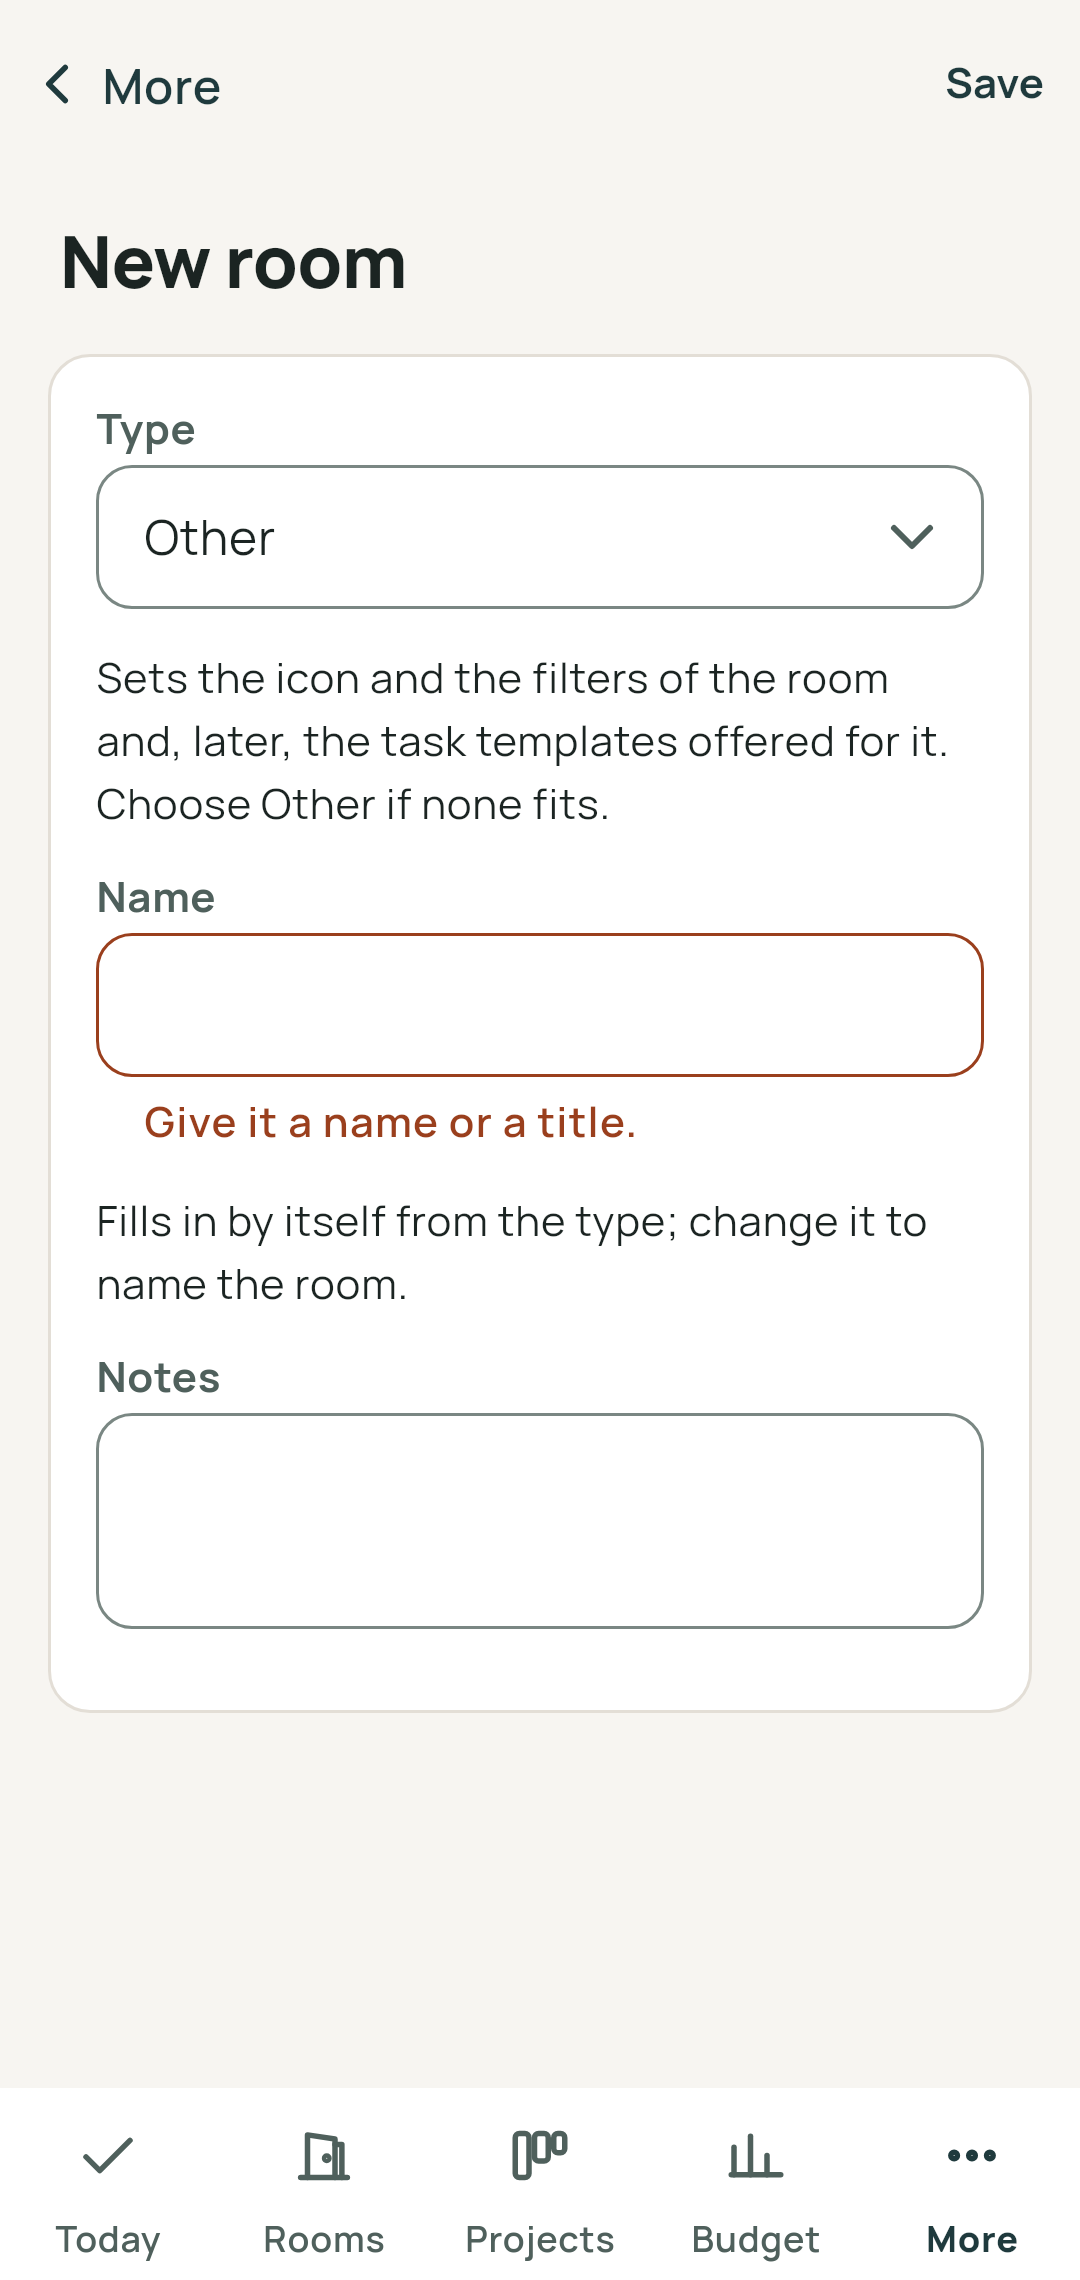 More
Save
New room
Type
Other
Sets the icon and the filters of the room
and, later, the task templates offered for it.
Choose Other if none fits.
Name
Give it a name or a title.
Fills in by itself from the type; change it to
name the room.
Notes
Today
Rooms
Projects
Budget
More